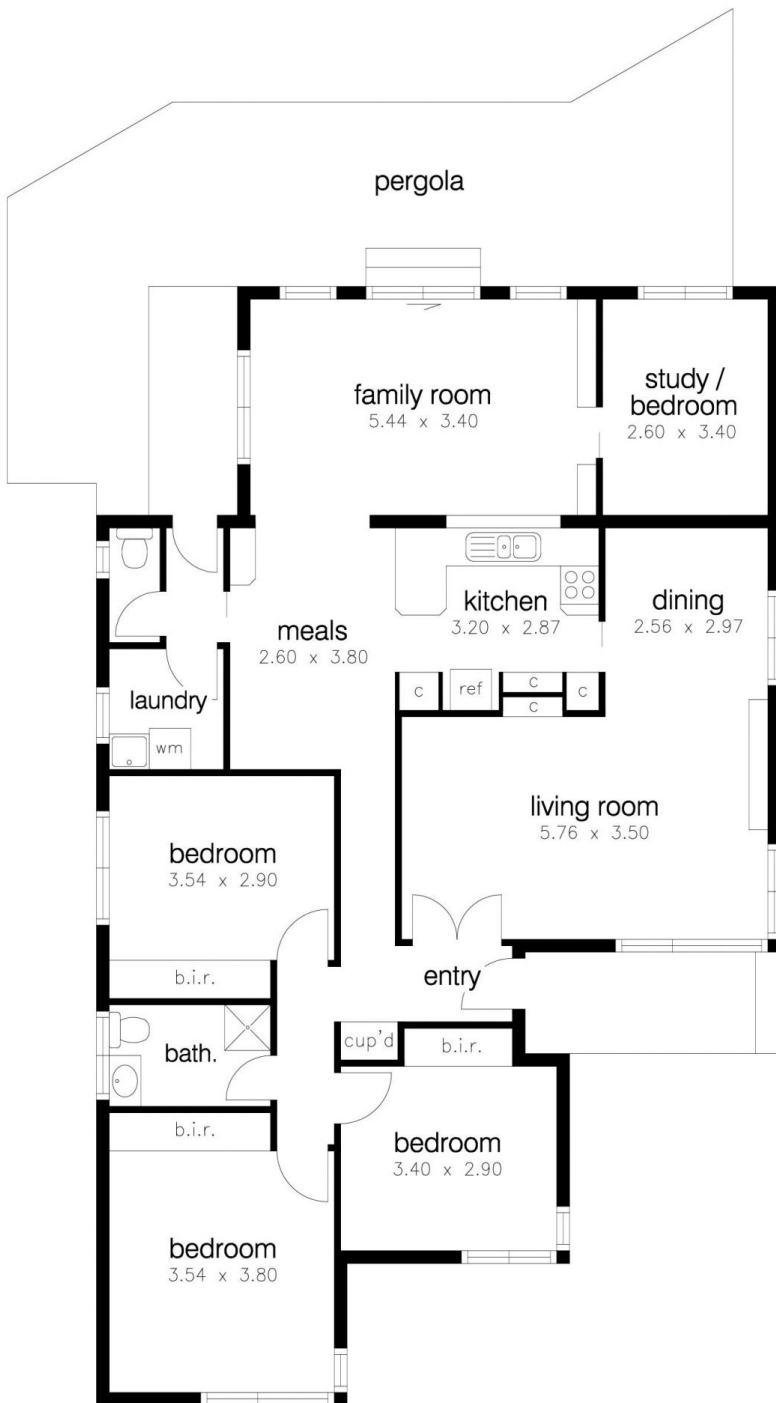 pergola
family room
5.44 x 3.40
study /
bedroom
2.60 x 3.40
kitchen
3.20 x 2.87
dining
2.56 x 2.97
meals
2.60 x 3.80
c
ref
c
c
c
laundry
wm
living room
5.76 x 3.50
bedroom
3.54 x 2.90
b.i.r.
entry
cup'd
b.i.r.
bath.
b.i.r.
bedroom
3.40 x 2.90
bedroom
3.54 x 3.80